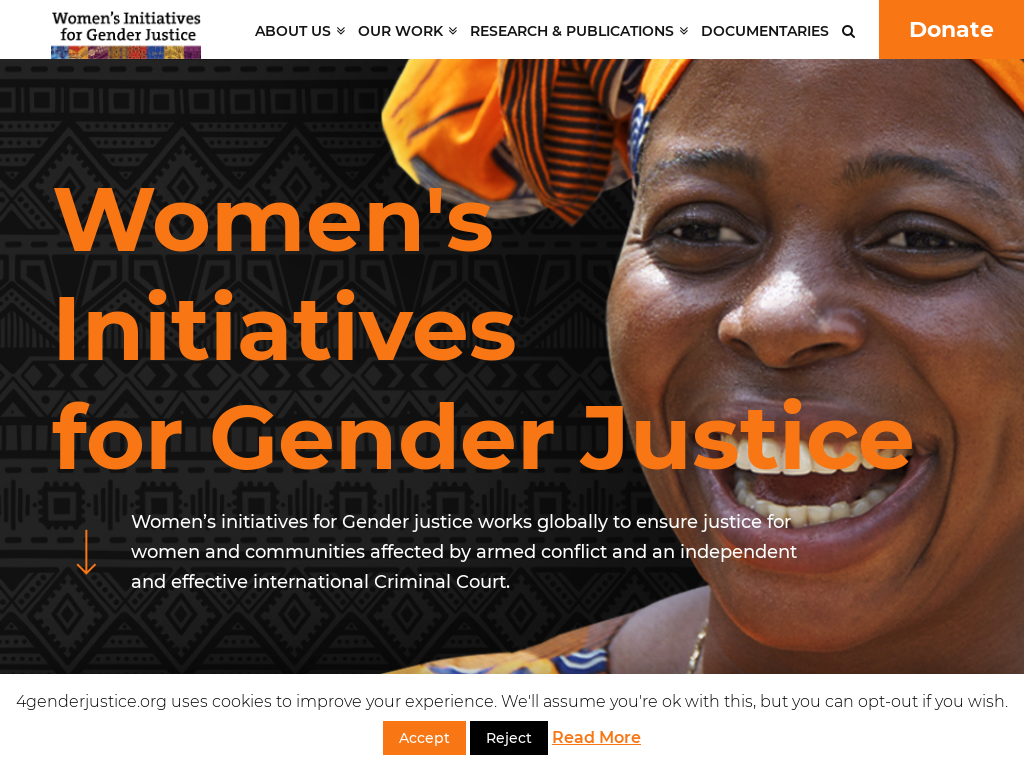 Women's Initiatives
for Gender Justice
ABOUT US
OUR WORK
RESEARCH & PUBLICATIONS
DOCUMENTARIES
Donate
Women's
Initiatives
for Gender Justice
Women’s initiatives for Gender justice works globally to ensure justice for
women and communities affected by armed conflict and an independent
and effective international Criminal Court.
4genderjustice.org uses cookies to improve your experience. We'll assume you're ok with this, but you can opt-out if you wish.
Accept
Reject
Read More